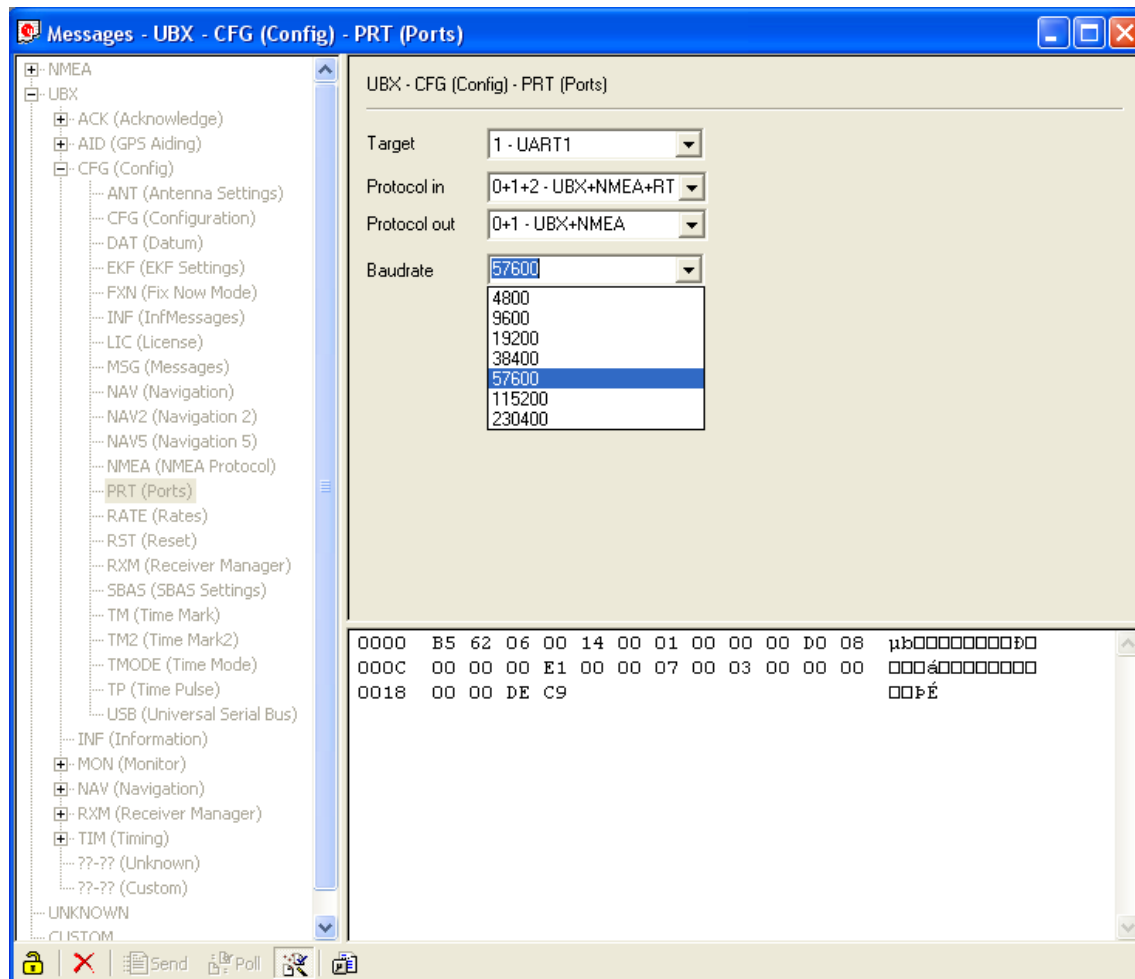 Messages - UBX - CFG (Config) - PRT (Ports)
NMEA
UBX
ACK (Acknowledge)
AID (GPS Aiding)
CFG (Config)
ANT (Antenna Settings)
CFG (Configuration)
DAT (Datum)
EKF (EKF Settings)
FXN (Fix Now Mode)
INF (InfMessages)
LIC (License)
MSG (Messages)
NAV (Navigation)
NAV2 (Navigation 2)
NAV5 (Navigation 5)
NMEA (NMEA Protocol)
PRT (Ports)
RATE (Rates)
RST (Reset)
RXM (Receiver Manager)
SBAS (SBAS Settings)
TM (Time Mark)
TM2 (Time Mark2)
TMODE (Time Mode)
TP (Time Pulse)
USB (Universal Serial Bus)
INF (Information)
MON (Monitor)
NAV (Navigation)
RXM (Receiver Manager)
TIM (Timing)
??-?? (Unknown)
??-?? (Custom)
UNKNOWN
CUSTOM
UBX - CFG (Config) - PRT (Ports)
Target 1 - UART1
Protocol in 0+1+2 - UBX+NMEA+RT
Protocol out 0+1 - UBX+NMEA
Baudrate 57600
4800
9600
19200
38400
57600
115200
230400
0000 B5 62 06 00 14 00 01 00 00 00 D0 08 µb□□□□□□□□Ð□
000C 00 00 00 E1 00 00 07 00 03 00 00 00 □□□á□□□□□□□□
0018 00 00 DE C9 □□ÞÉ
Send Poll